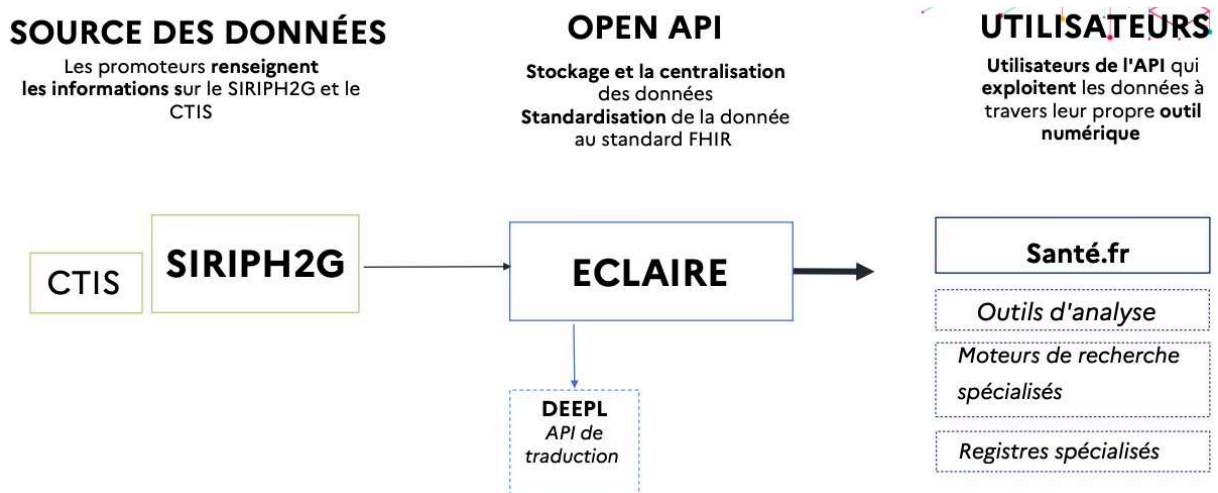 SOURCE DES DONNÉES
Les promoteurs renseignent
les informations sur le SIRIPH2G et le
CTIS
OPEN API
Stockage et la centralisation
des données
Standardisation de la donnée
au standard FHIR
UTILISATEURS
Utilisateurs de l'API qui
exploitent les données à
travers leur propre outil
numérique
CTIS
SIRIPH2G
ECLAIRE
DEEPL
API de
traduction
Santé.fr
Outils d'analyse
Moteurs de recherche
spécialisés
Registres spécialisés